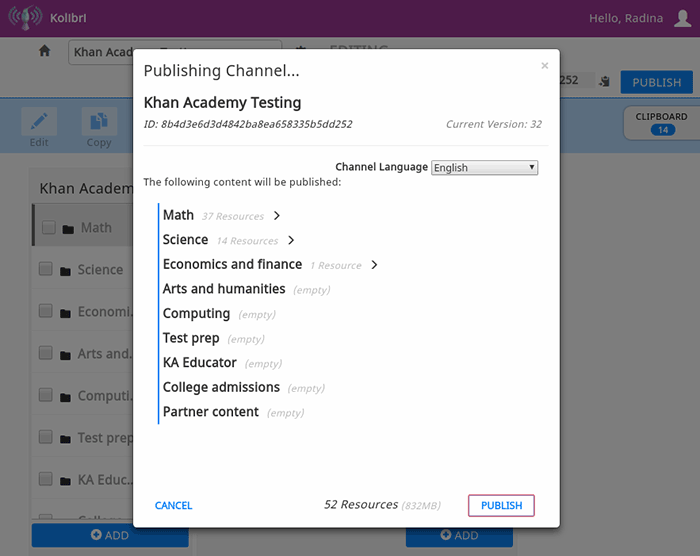 Kolibri
Hello, Radina
Khan Acad
EDITING
252
PUBLISH
Edit
Copy
CLIPBOARD
14
Publishing Channel...
×
Khan Academy Testing
ID: 8b4d3e6d3d4842ba8ea658335b5dd252
Current Version: 32
Channel Language English
The following content will be published:
Math 37 Resources
Science 14 Resources
Economics and finance 1 Resource
Arts and humanities (empty)
Computing (empty)
Test prep (empty)
KA Educator (empty)
College admissions (empty)
Partner content (empty)
CANCEL
52 Resources (832MB)
PUBLISH
Khan Academ
Math
Science
Economi...
Arts and...
Computi...
Test prep
KA Educ...
ADD
ADD